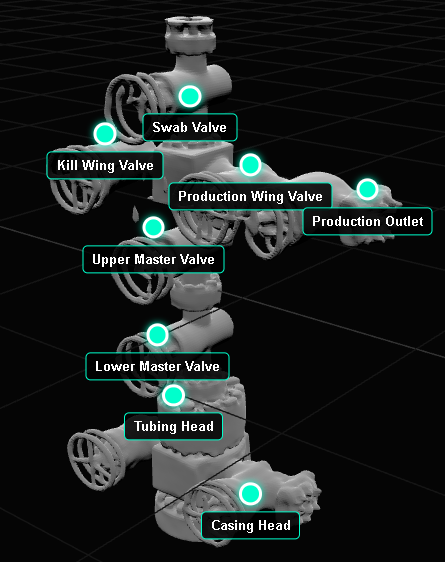 Swab Valve
Kill Wing Valve
Production Wing Valve
Production Outlet
Upper Master Valve
Lower Master Valve
Tubing Head
Casing Head